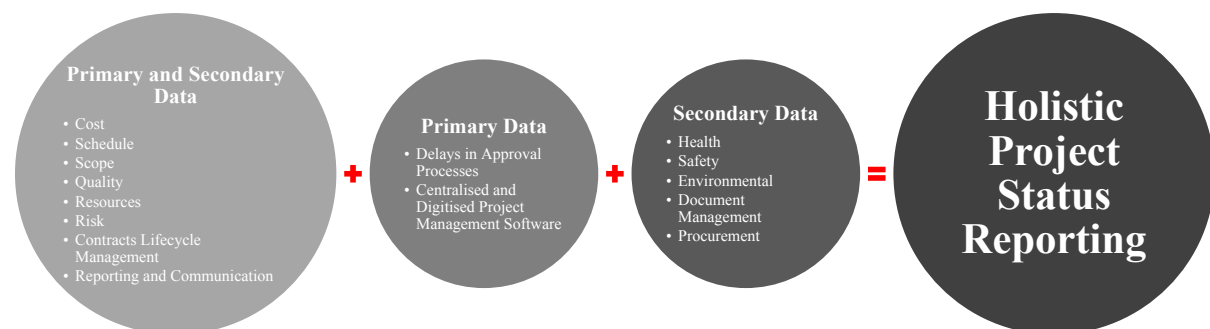 Primary and Secondary
Data
• Cost
• Schedule
• Scope
• Quality
• Resources
• Risk
• Contracts Lifecycle
Management
• Reporting and Communication
+
Primary Data
• Delays in Approval
Processes
• Centralised and
Digitised Project
Management Software
+
Secondary Data
• Health
• Safety
• Environmental
• Document
Management
• Procurement
=
Holistic
Project
Status
Reporting